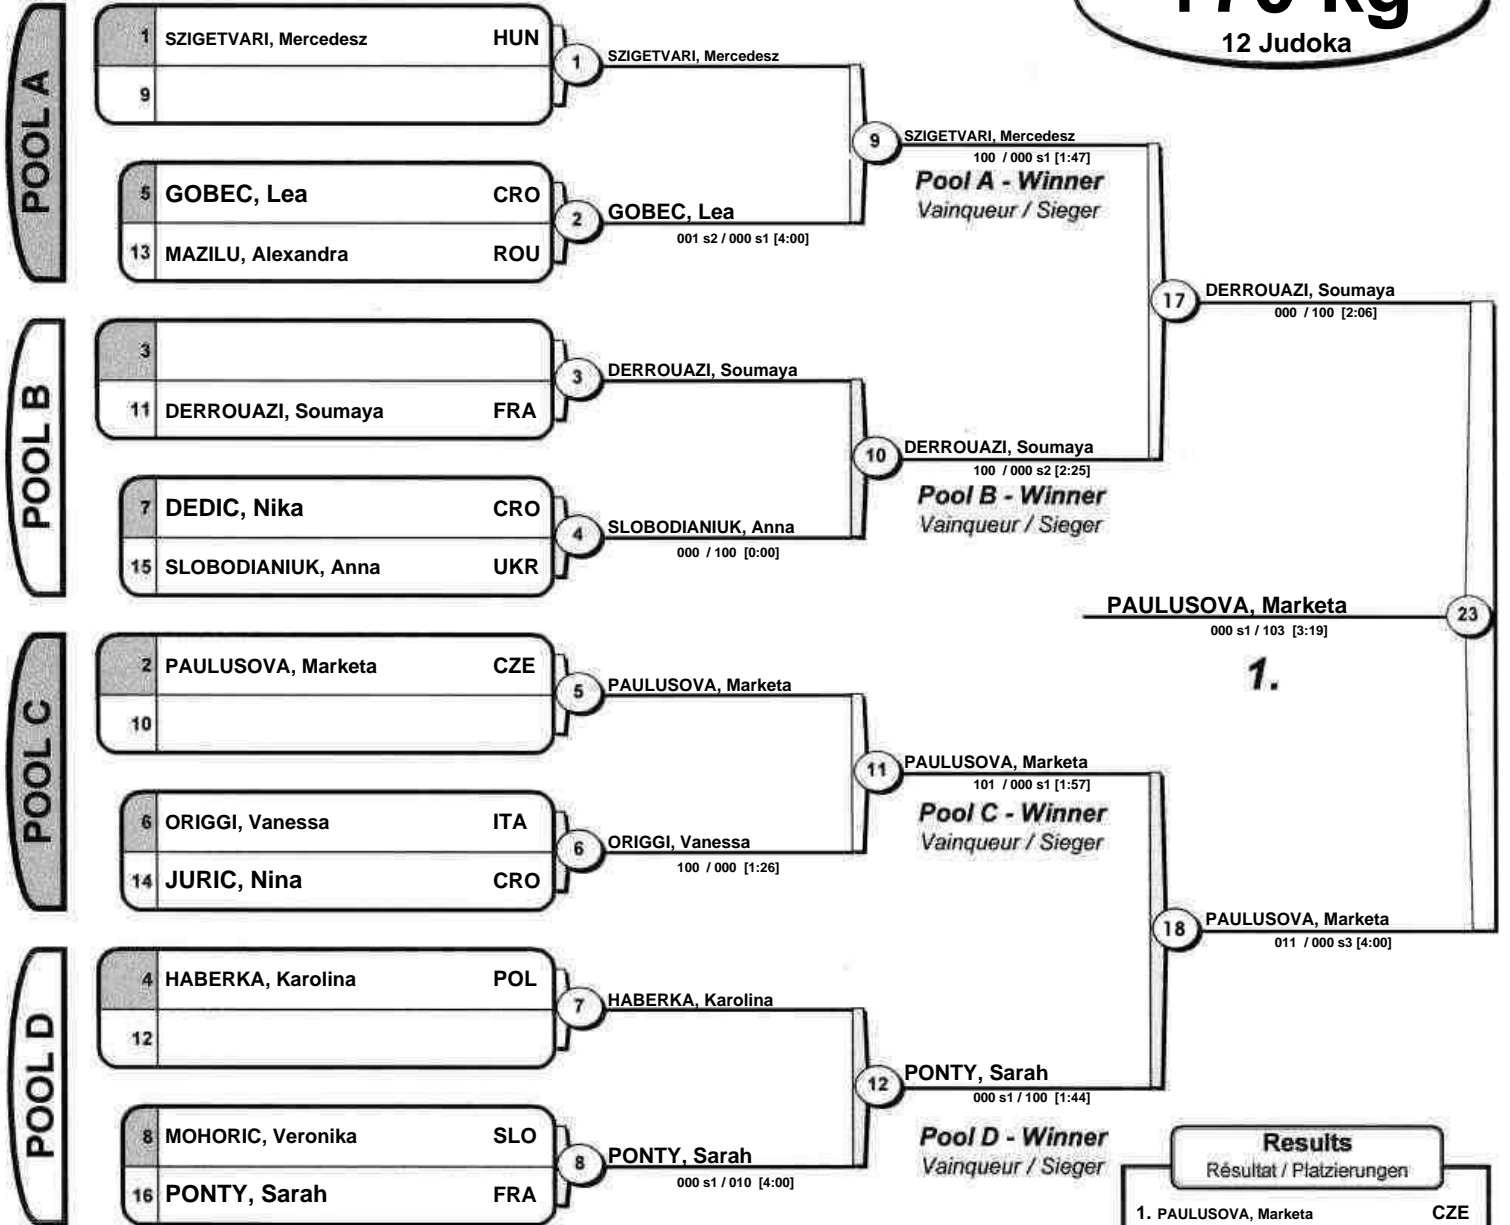 +70 kg
12 Judoka
POOL A
1 SZIGETVARI, Mercedesz HUN
9
1 SZIGETVARI, Mercedesz
5 GOBEC, Lea CRO
13 MAZILU, Alexandra ROU
2 GOBEC, Lea
001 s2 / 000 s1 [4:00]
9 SZIGETVARI, Mercedesz
100 / 000 s1 [1:47]
Pool A - Winner
Vainqueur / Sieger
POOL B
3
11 DERROUAZI, Soumaya FRA
3 DERROUAZI, Soumaya
7 DEDIC, Nika CRO
15 SLOBODIANIUK, Anna UKR
4 SLOBODIANIUK, Anna
000 / 100 [0:00]
10 DERROUAZI, Soumaya
100 / 000 s2 [2:25]
Pool B - Winner
Vainqueur / Sieger
17 DERROUAZI, Soumaya
000 / 100 [2:06]
PAULUSOVA, Marketa 23
000 s1 / 103 [3:19]
1.
POOL C
2 PAULUSOVA, Marketa CZE
10
5 PAULUSOVA, Marketa
6 ORIGGI, Vanessa ITA
14 JURIC, Nina CRO
6 ORIGGI, Vanessa
100 / 000 [1:26]
11 PAULUSOVA, Marketa
101 / 000 s1 [1:57]
Pool C - Winner
Vainqueur / Sieger
18 PAULUSOVA, Marketa
011 / 000 s3 [4:00]
POOL D
4 HABERKA, Karolina POL
12
7 HABERKA, Karolina
8 MOHORIC, Veronika SLO
16 PONTY, Sarah FRA
8 PONTY, Sarah
000 s1 / 010 [4:00]
12 PONTY, Sarah
000 s1 / 100 [1:44]
Pool D - Winner
Vainqueur / Sieger
Results
Résultat / Platzierungen
1. PAULUSOVA, Marketa CZE